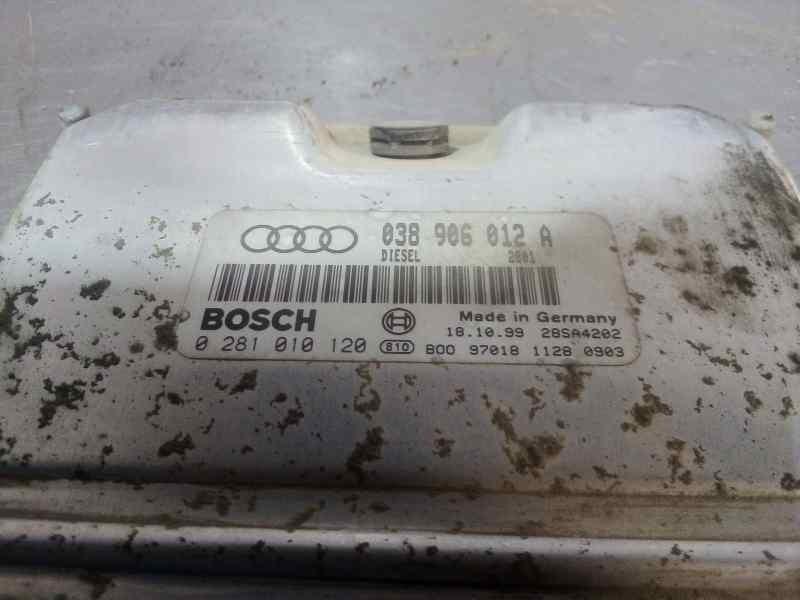 038 906 012 A
DIESEL 2801
BOSCH
Made in Germany
18.10.99 28SA4202
0 281 010 120 810 B00 97018 1128 0903